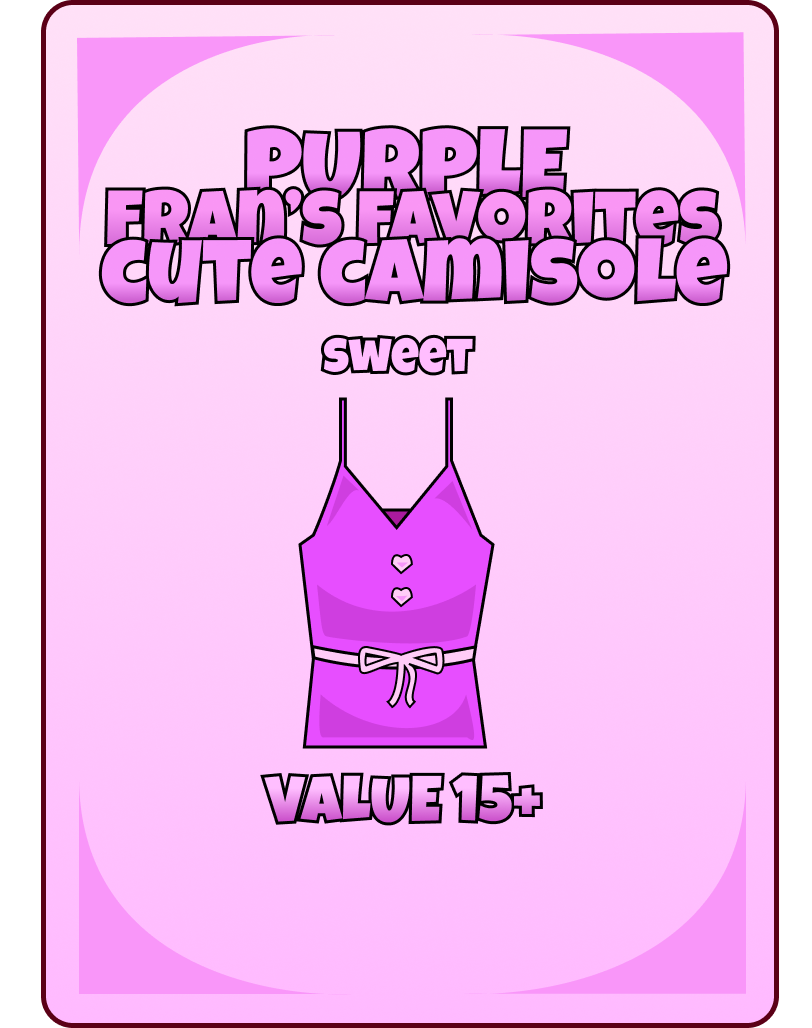 PURPLE
FRAN'S FAVORITES
CUTE CAMISOLE
SWEET
VALUE 15+